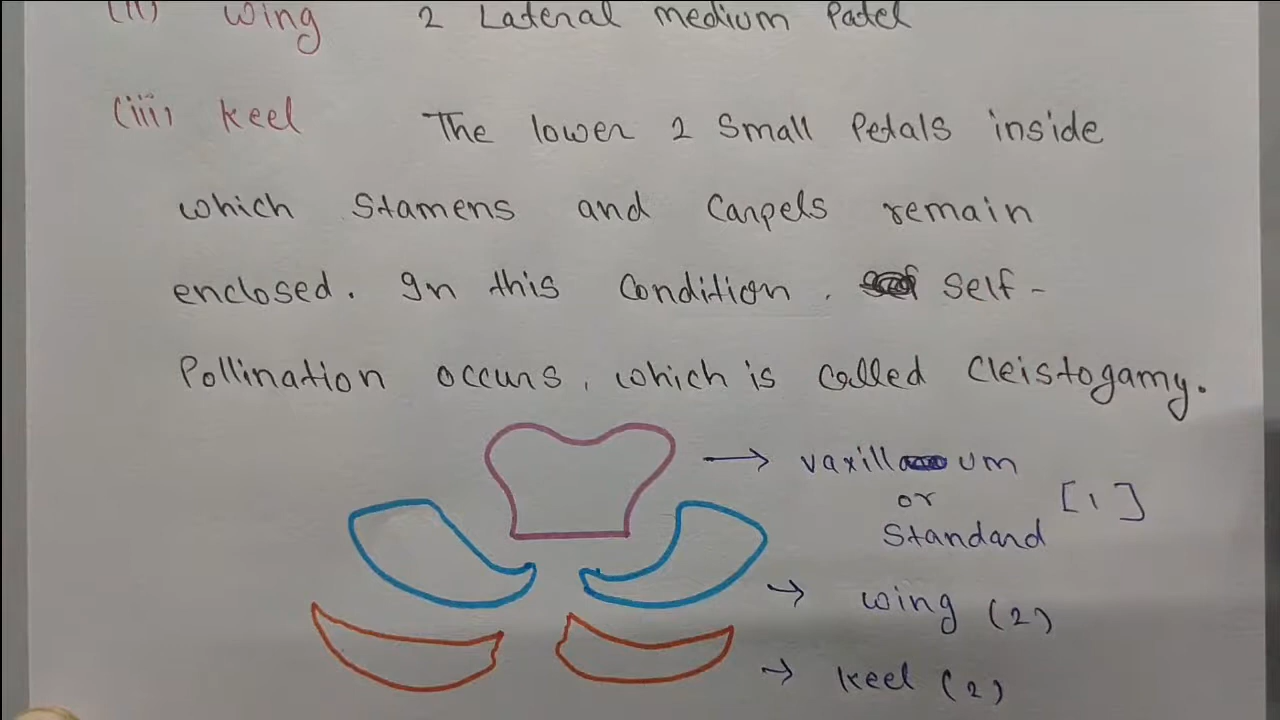 (ii) wing 2 Lateral medium Patel
(iii) keel The lower 2 Small Petals inside
which Stamens and Carpels remain
enclosed. In this condition. Self-
Pollination occurs, which is called Cleistogamy.
→ vaxillum
or [1]
Standard
→ wing (2)
→ keel (2)